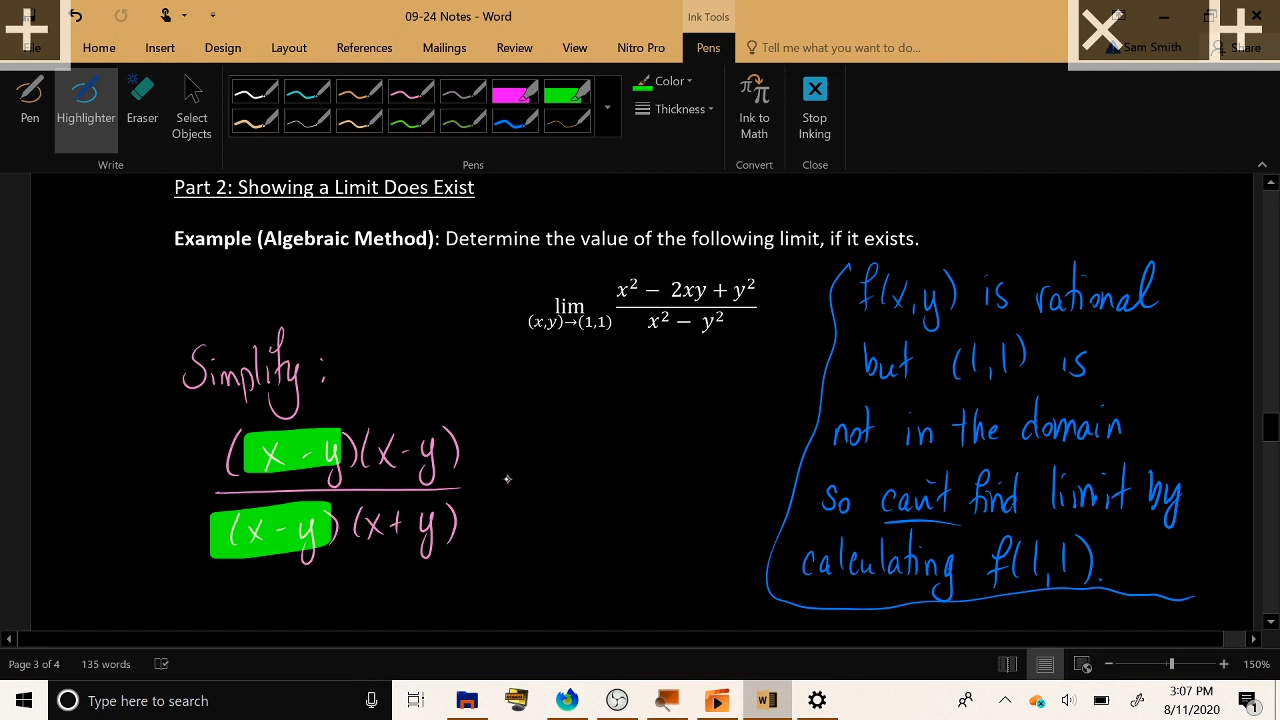 09-24 Notes - Word
Ink Tools
File Home Insert Design Layout References Mailings Review View Nitro Pro Pens Tell me what you want to do... Sam Smith Share
Pen Highlighter Eraser Select Objects
Color
Thickness
Ink to Math
Stop Inking
Write Pens Convert Close
Part 2: Showing a Limit Does Exist
Example (Algebraic Method): Determine the value of the following limit, if it exists.
lim (x,y)→(1,1) (x² − 2xy + y²)/(x² − y²)
f(x,y) is rational
but (1,1) is
not in the domain
so can't find limit by
calculating f(1,1).
Simplify:
(x-y)(x-y)
(x-y)(x+y)
Page 3 of 4 135 words 150%
Type here to search
3:07 PM
8/11/2020
1